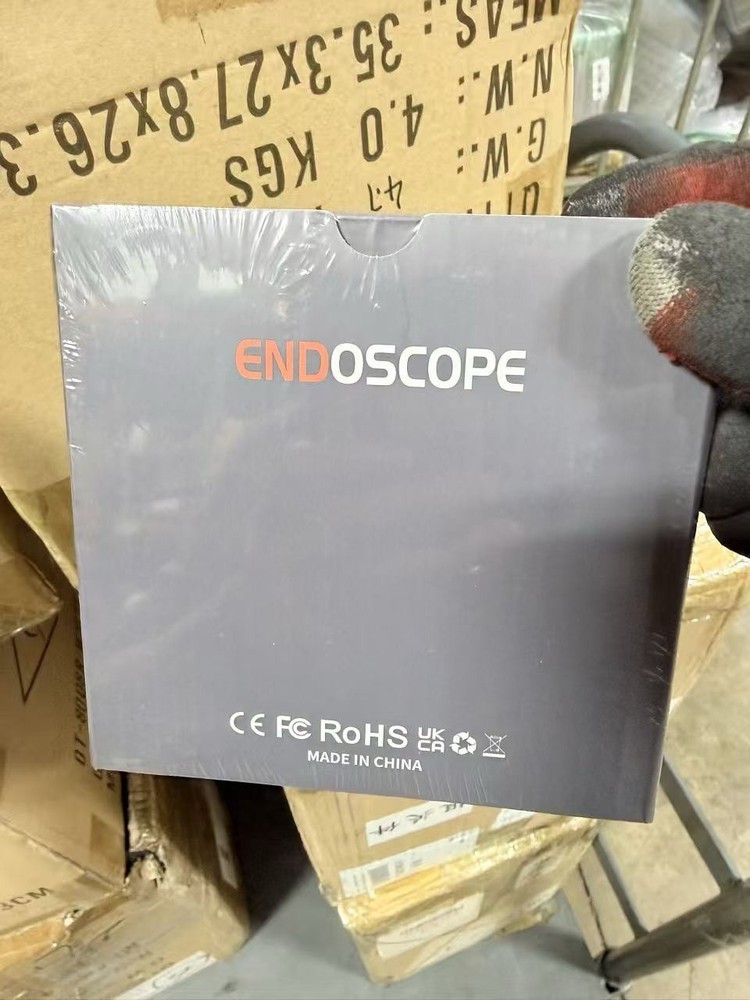 MEAS.: 35.3x27.8x26.3
N.W.: 4.0 KGS
G.W.: 4.7
ENDOSCOPE
CE FC RoHS UK CA
MADE IN CHINA
3CM